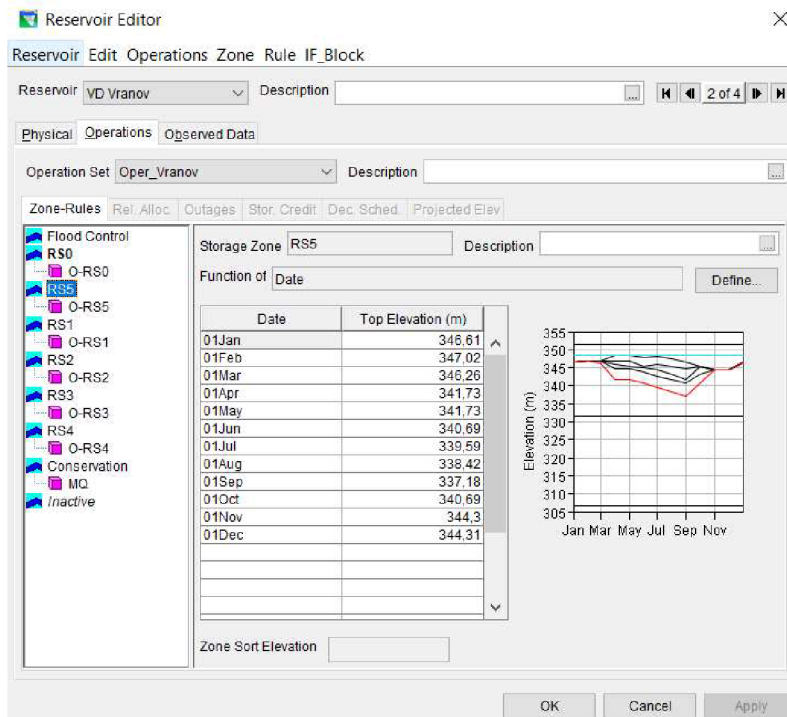 Reservoir Editor
Reservoir Edit Operations Zone Rule IF_Block
Reservoir VD Vranov Description ... 2 of 4
Physical Operations Observed Data
Operation Set Oper_Vranov Description ...
Zone-Rules Rel. Alloc. Outages Stor. Credit Dec. Sched. Projected Elev
Flood Control
RS0
O-RS0
RS5
O-RS5
RS1
O-RS1
RS2
O-RS2
RS3
O-RS3
RS4
O-RS4
Conservation
MQ
Inactive
Storage Zone RS5 Description ...
Function of Date Define...
Date Top Elevation (m)
01Jan 346,61
01Feb 347,02
01Mar 346,26
01Apr 341,73
01May 341,73
01Jun 340,69
01Jul 339,59
01Aug 338,42
01Sep 337,18
01Oct 340,69
01Nov 344,3
01Dec 344,31
Elevation (m)
355
350
345
340
335
330
325
320
315
310
305
Jan Mar May Jul Sep Nov
Zone Sort Elevation
OK Cancel Apply